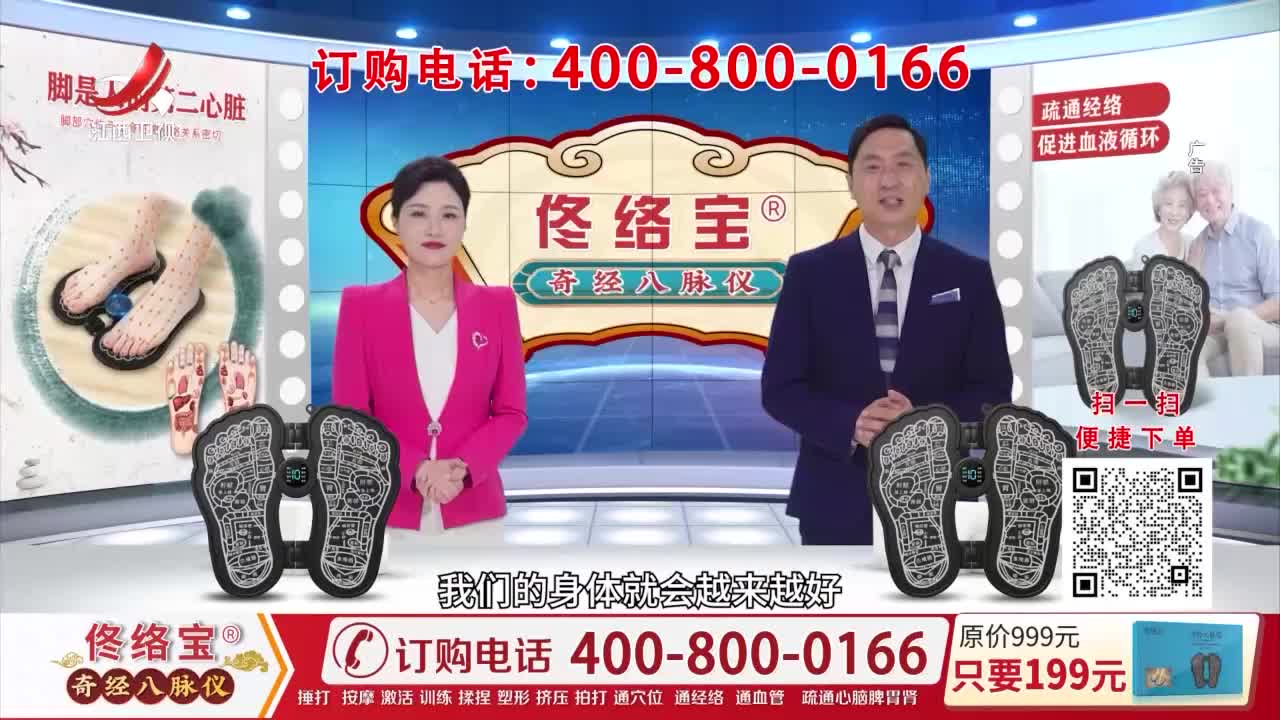 订购电话：400-800-0166
脚是人的第二心脏
江西卫视
疏通经络
促进血液循环
广告
佟络宝®
奇经八脉仪
扫一扫
便捷下单
我们的身体就会越来越好
佟络宝®
奇经八脉仪
订购电话 400-800-0166
原价999元
只要199元
捶打 按摩 激活 训练 揉捏 塑形 挤压 拍打 通穴位 通经络 通血管 疏通心脑脾胃肾